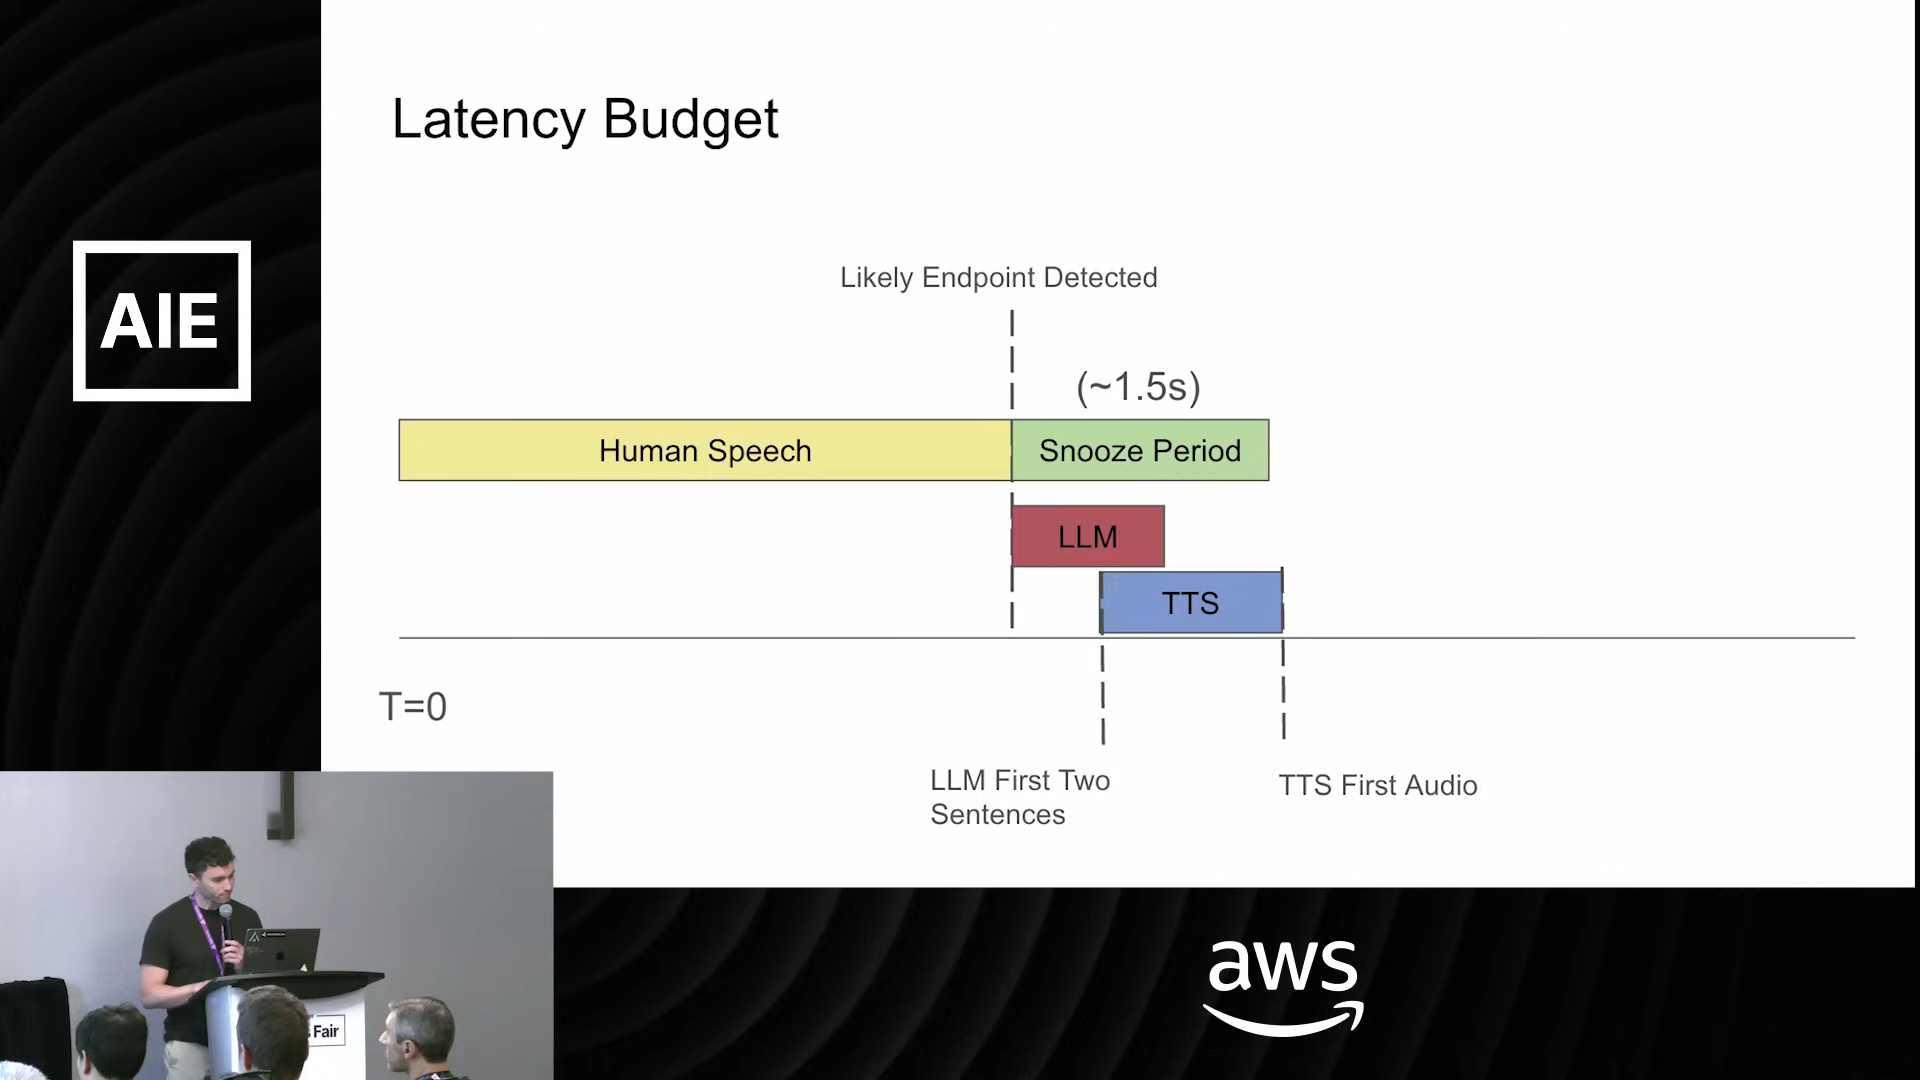 Latency Budget
AIE
Likely Endpoint Detected
(~1.5s)
Human Speech
Snooze Period
LLM
TTS
T=0
LLM First Two
Sentences
TTS First Audio
Fair
aws